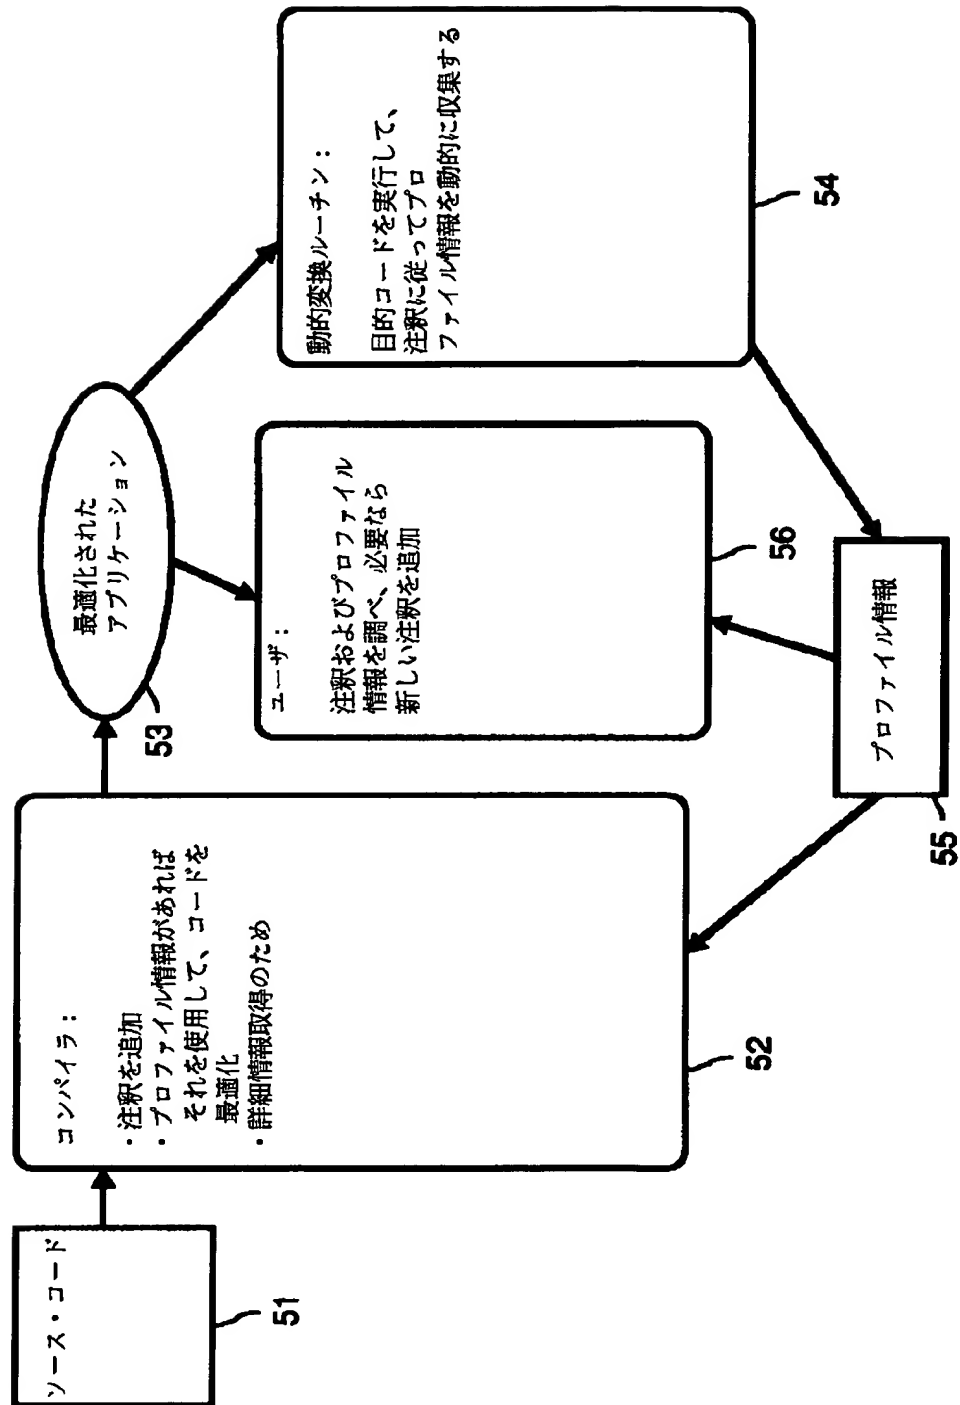 ソース・コード
51
コンパイラ：
・注釈を追加
・プロファイル情報があれば
それを使用して、コードを
最適化
・詳細情報取得のため
52
最適化された
アプリケーション
53
ユーザ：
注釈およびプロファイル
情報を調べ、必要なら
新しい注釈を追加
56
動的変換ルーチン：
目的コードを実行して、
注釈に従ってプロ
ファイル情報を動的に収集する
54
プロファイル情報
55